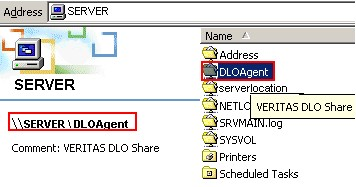 Address SERVER
Name
SERVER
\\SERVER\DLOAgent
Comment: VERITAS DLO Share
Address
DLOAgent
serverlocation
NETLO
VERITAS DLO Share
SRVMAIN.log
SYSVOL
Printers
Scheduled Tasks